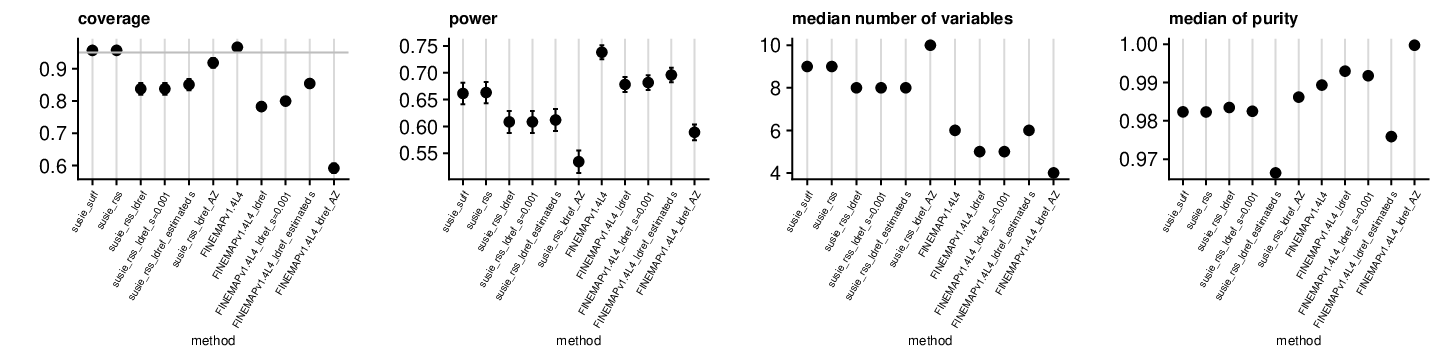 coverage
0.9
0.8
0.7
0.6
susie_suff
susie_rss
susie_rss_ldref
susie_rss_ldref_s=0.001
susie_rss_ldref_estimated s
susie_rss_ldref_AZ
FINEMAPv1.4L4
FINEMAPv1.4L4_ldref
FINEMAPv1.4L4_ldref_s=0.001
FINEMAPv1.4L4_ldref_estimated s
FINEMAPv1.4L4_ldref_AZ
method
power
0.75
0.70
0.65
0.60
0.55
susie_suff
susie_rss
susie_rss_ldref
susie_rss_ldref_s=0.001
susie_rss_ldref_estimated s
susie_rss_ldref_AZ
FINEMAPv1.4L4
FINEMAPv1.4L4_ldref
FINEMAPv1.4L4_ldref_s=0.001
FINEMAPv1.4L4_ldref_estimated s
FINEMAPv1.4L4_ldref_AZ
method
median number of variables
10
8
6
4
susie_suff
susie_rss
susie_rss_ldref
susie_rss_ldref_s=0.001
susie_rss_ldref_estimated s
susie_rss_ldref_AZ
FINEMAPv1.4L4
FINEMAPv1.4L4_ldref
FINEMAPv1.4L4_ldref_s=0.001
FINEMAPv1.4L4_ldref_estimated s
FINEMAPv1.4L4_ldref_AZ
method
median of purity
1.00
0.99
0.98
0.97
susie_suff
susie_rss
susie_rss_ldref
susie_rss_ldref_s=0.001
susie_rss_ldref_estimated s
susie_rss_ldref_AZ
FINEMAPv1.4L4
FINEMAPv1.4L4_ldref
FINEMAPv1.4L4_ldref_s=0.001
FINEMAPv1.4L4_ldref_estimated s
FINEMAPv1.4L4_ldref_AZ
method